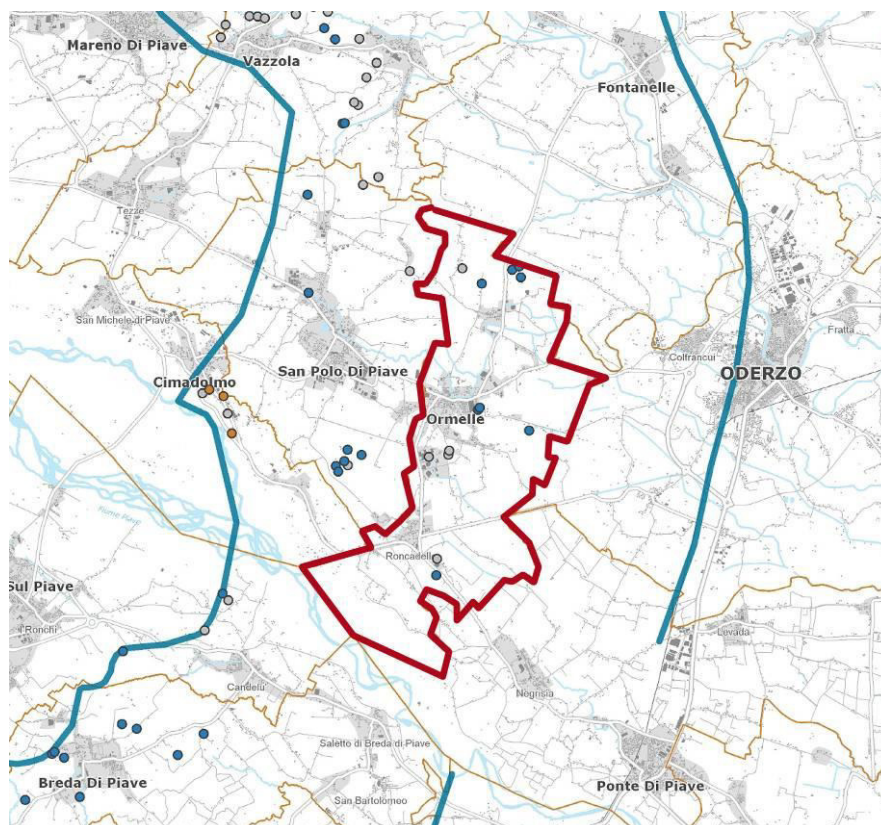 Mareno Di Piave
Vazzola
Fontanelle
Tezze
San Michele di Piave
Fratta
Colfrancui
Cimadolmo
San Polo Di Piave
ODERZO
Ormelle
Fiume Piave
Roncadelle
Sul Piave
Ronchi
Levada
Candelù
Negrisia
Saletto di Breda di Piave
Breda Di Piave
Ponte Di Piave
San Bartolomeo